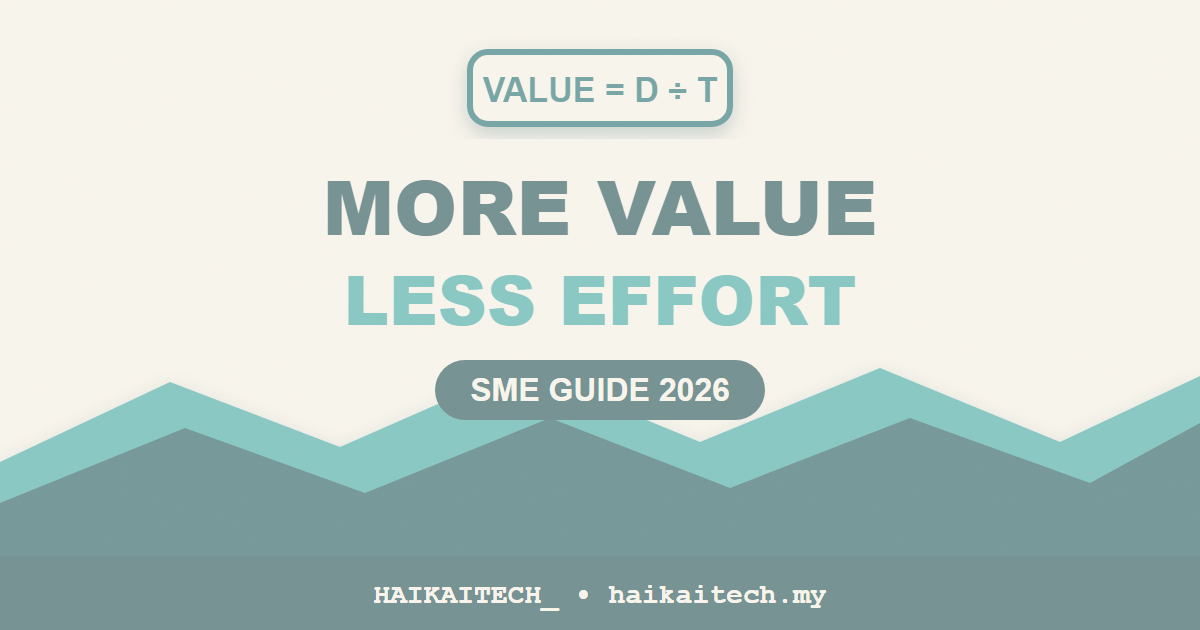 VALUE = D ÷ T
MORE VALUE
LESS EFFORT
SME GUIDE 2026
HAIKAITECH_ • haikaitech.my